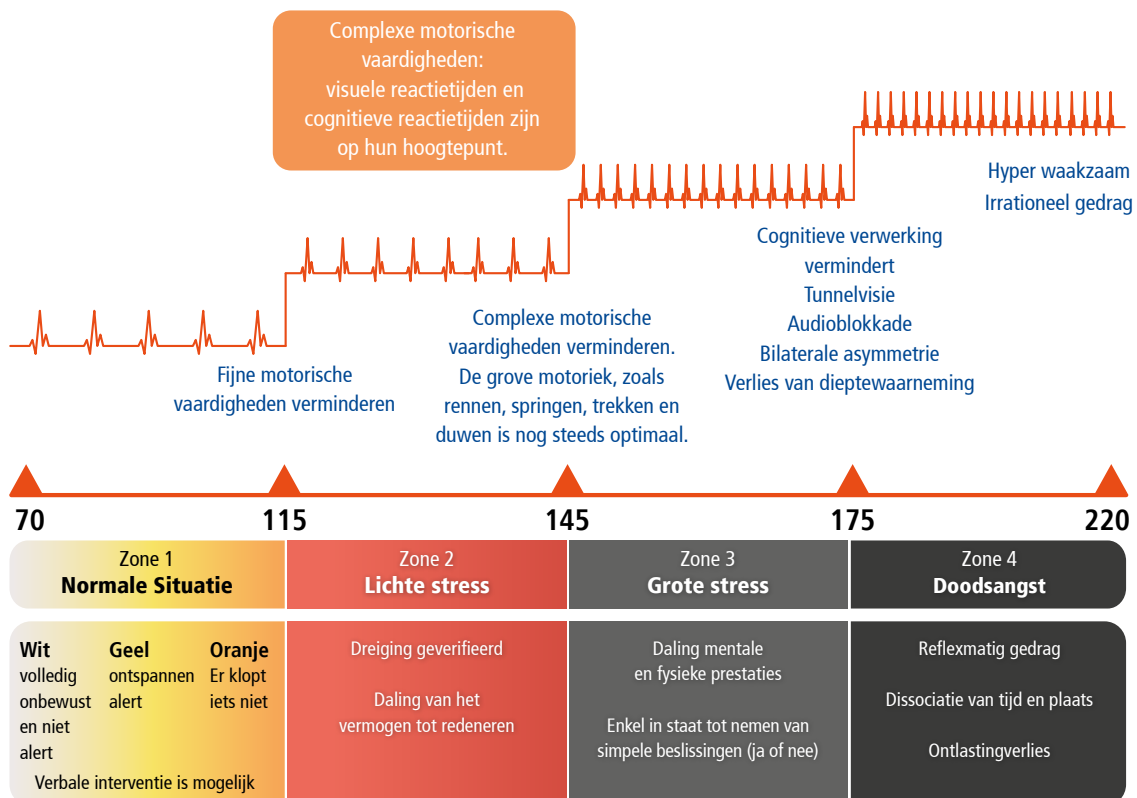 Complexe motorische
vaardigheden:
visuele reactietijden en
cognitieve reactietijden zijn
op hun hoogtepunt.
Hyper waakzaam
Irrationeel gedrag
Cognitieve verwerking
vermindert
Tunnelvisie
Audioblokkade
Bilaterale asymmetrie
Verlies van dieptewaarneming
Complexe motorische
vaardigheden verminderen.
De grove motoriek, zoals
rennen, springen, trekken en
duwen is nog steeds optimaal.
Fijne motorische
vaardigheden verminderen
70 115 145 175 220
Zone 1
Normale Situatie
Zone 2
Lichte stress
Zone 3
Grote stress
Zone 4
Doodsangst
Wit
volledig
onbewust
en niet
alert
Geel
ontspannen
alert
Oranje
Er klopt
iets niet
Verbale interventie is mogelijk
Dreiging geverifieerd
Daling van het
vermogen tot redeneren
Daling mentale
en fysieke prestaties
Enkel in staat tot nemen van
simpele beslissingen (ja of nee)
Reflexmatig gedrag
Dissociatie van tijd en plaats
Ontlastingverlies